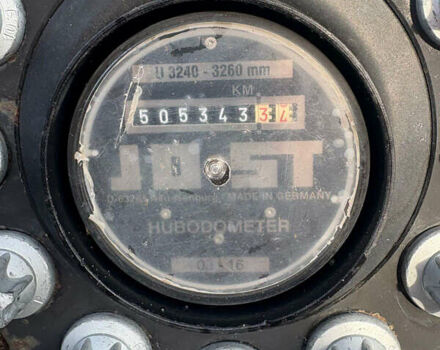 U 3240 - 3260 mm
KM
505343
JOST
MADE IN GERMANY
HUBODOMETER